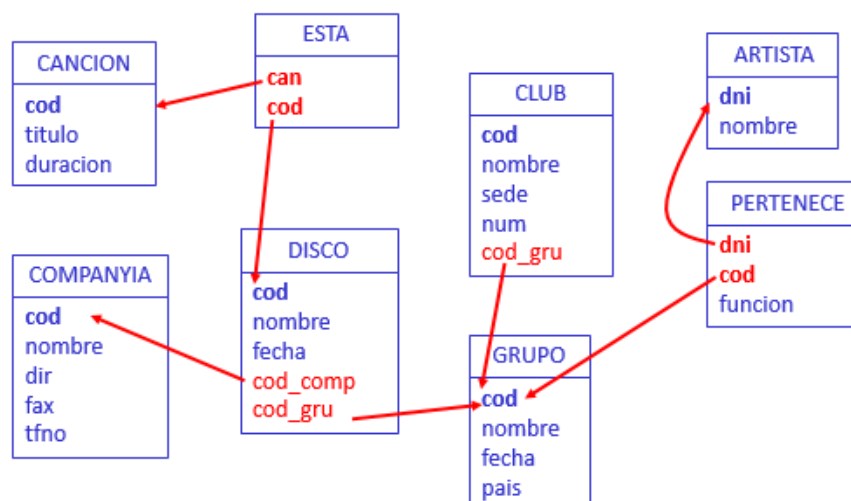 CANCION
cod
titulo
duracion
ESTA
can
cod
CLUB
cod
nombre
sede
num
cod_gru
ARTISTA
dni
nombre
PERTENECE
dni
cod
funcion
COMPANYIA
cod
nombre
dir
fax
tfno
DISCO
cod
nombre
fecha
cod_comp
cod_gru
GRUPO
cod
nombre
fecha
pais